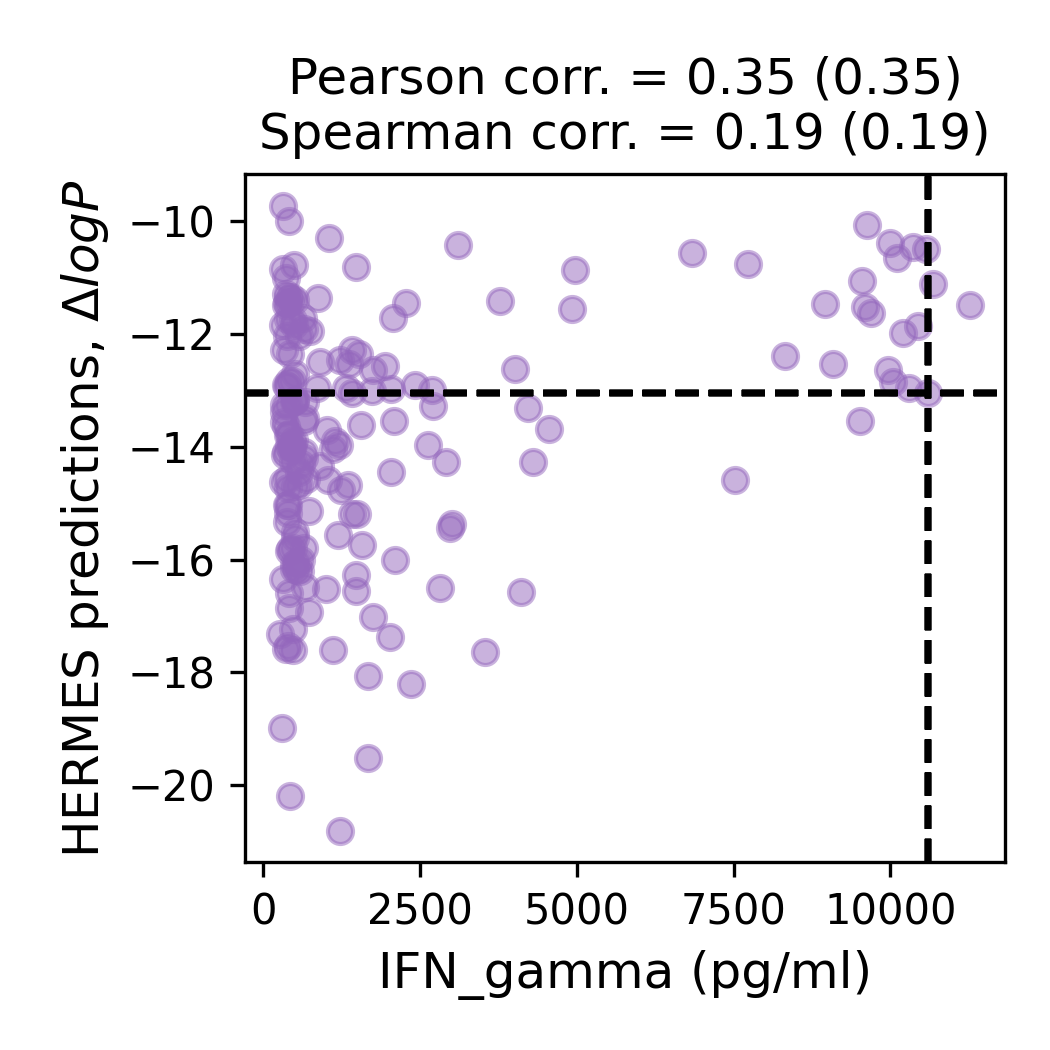 Pearson corr. = 0.35 (0.35)
Spearman corr. = 0.19 (0.19)
HERMES predictions, ΔlogP
−10
−12
−14
−16
−18
−20
0 2500 5000 7500 10000
IFN_gamma (pg/ml)